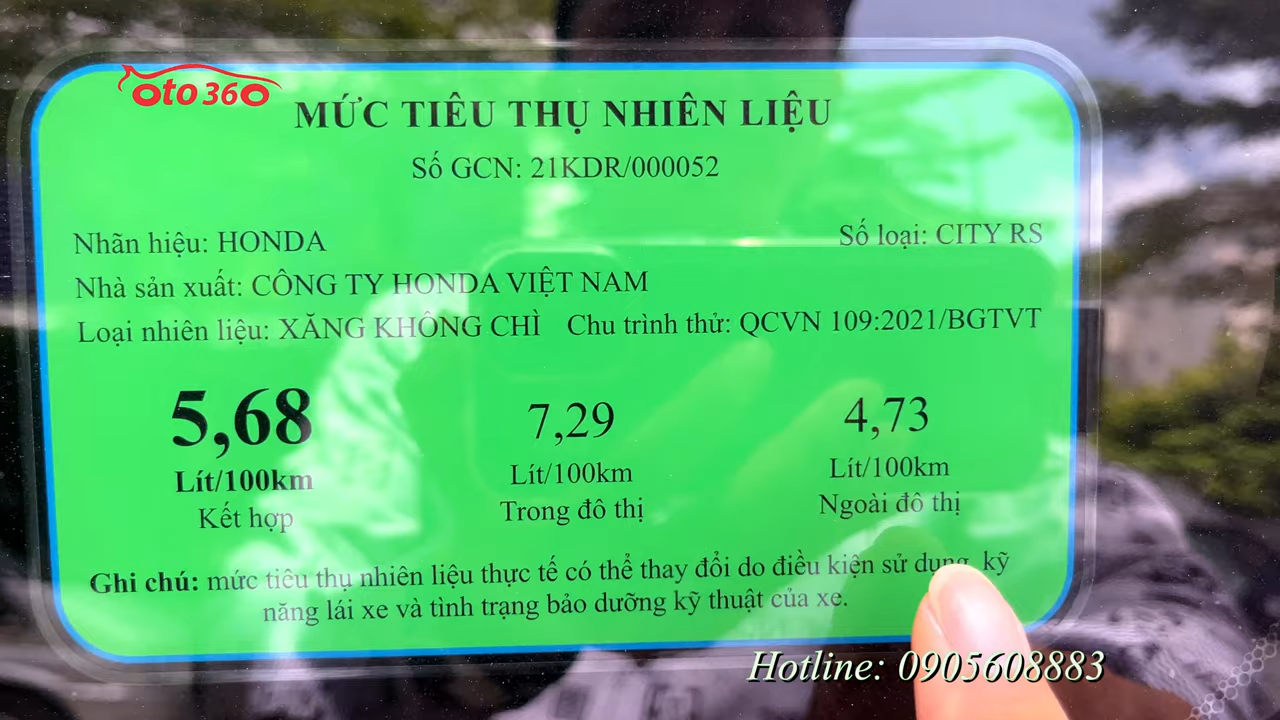 oto 360
MỨC TIÊU THỤ NHIÊN LIỆU
Số GCN: 21KDR/000052
Nhãn hiệu: HONDA Số loại: CITY RS
Nhà sản xuất: CÔNG TY HONDA VIỆT NAM
Loại nhiên liệu: XĂNG KHÔNG CHÌ Chu trình thử: QCVN 109:2021/BGTVT
5,68 7,29 4,73
Lít/100km Lít/100km Lít/100km
Kết hợp Trong đô thị Ngoài đô thị
Ghi chú: mức tiêu thụ nhiên liệu thực tế có thể thay đổi do điều kiện sử dụng, kỹ
năng lái xe và tình trạng bảo dưỡng kỹ thuật của xe.
Hotline: 0905608883